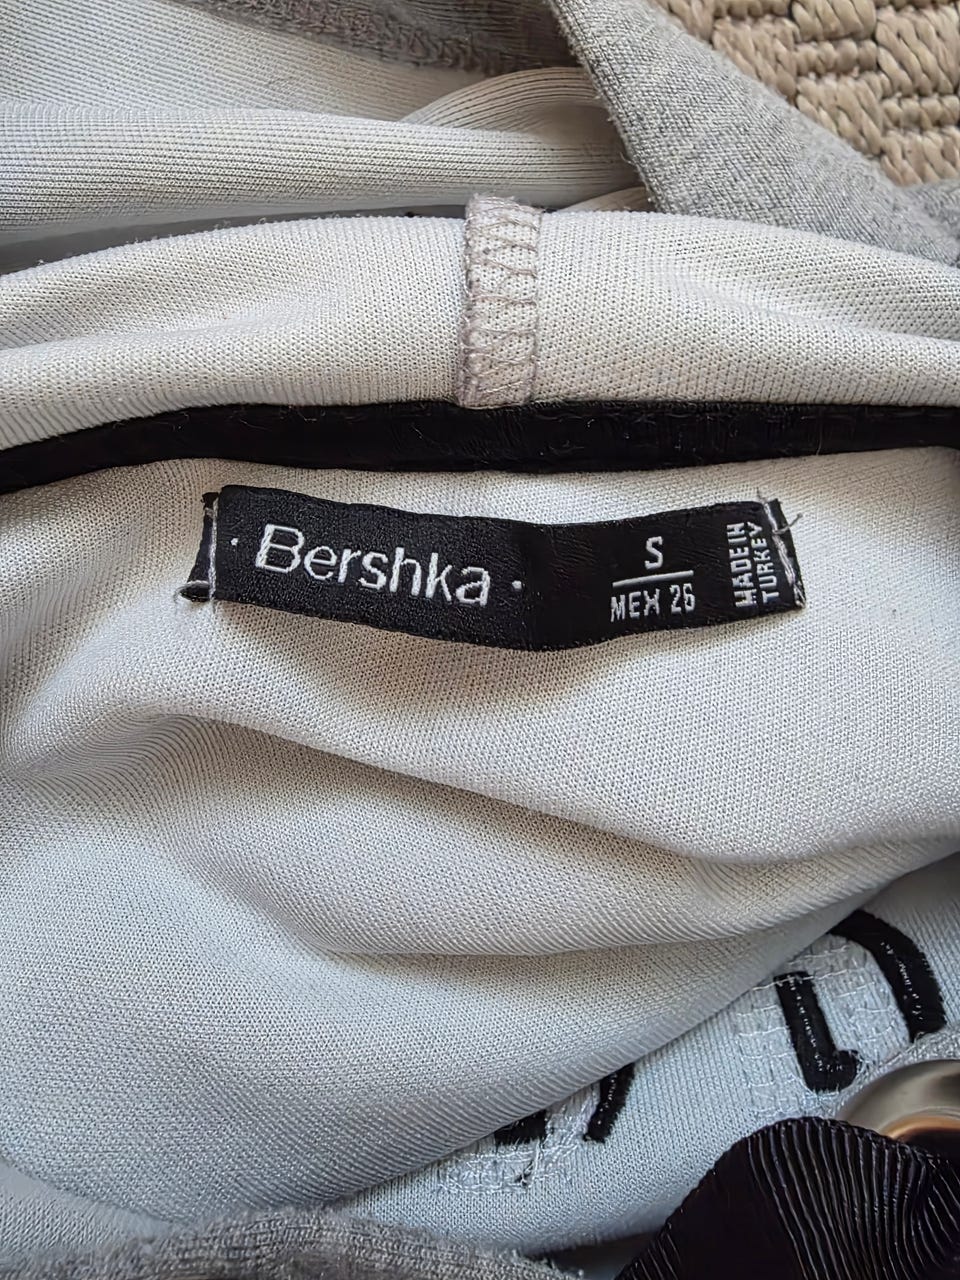 • Bershka •
S
MEX 26
MADE IN
TURKEY